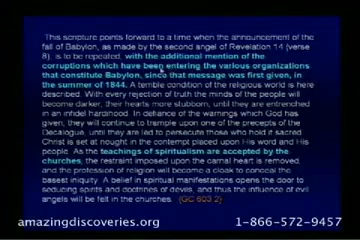 This scripture points forward to a time when the announcement of the
fall of Babylon, as made by the second angel of Revelation 14 (verse
8), is to be repeated, with the additional mention of the
corruptions which have been entering the various organizations
that constitute Babylon, since that message was first given, in
the summer of 1844. A terrible condition of the religious world is here
described. With every rejection of truth the minds of the people will
become darker, their hearts more stubborn, until they are entrenched
in an infidel hardihood. In defiance of the warnings which God has
given, they will continue to trample upon one of the precepts of the
Decalogue, until they are led to persecute those who hold it sacred.
Christ is set at nought in the contempt placed upon His word and His
people. As the teachings of spiritualism are accepted by the
churches, the restraint imposed upon the carnal heart is removed,
and the profession of religion will become a cloak to conceal the
basest iniquity. A belief in spiritual manifestations opens the door to
seducing spirits and doctrines of devils, and thus the influence of evil
angels will be felt in the churches. {GC 603.2}
amazingdiscoveries.org 1-866-572-9457